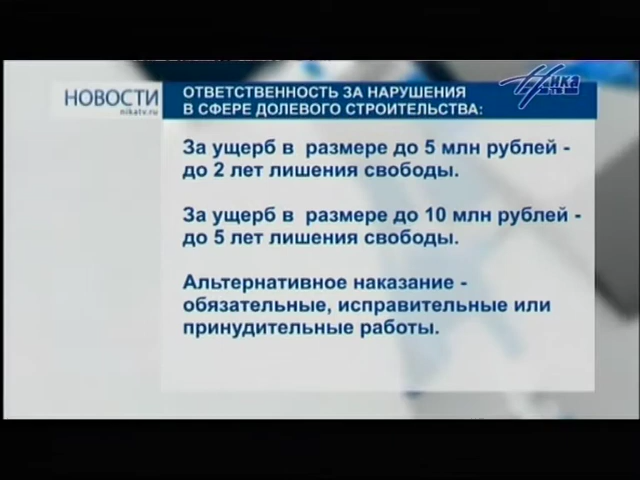 НОВОСТИ
nikatv.ru
ОТВЕТСТВЕННОСТЬ ЗА НАРУШЕНИЯ
В СФЕРЕ ДОЛЕВОГО СТРОИТЕЛЬСТВА:
Ника
За ущерб в размере до 5 млн рублей -
до 2 лет лишения свободы.
За ущерб в размере до 10 млн рублей -
до 5 лет лишения свободы.
Альтернативное наказание -
обязательные, исправительные или
принудительные работы.